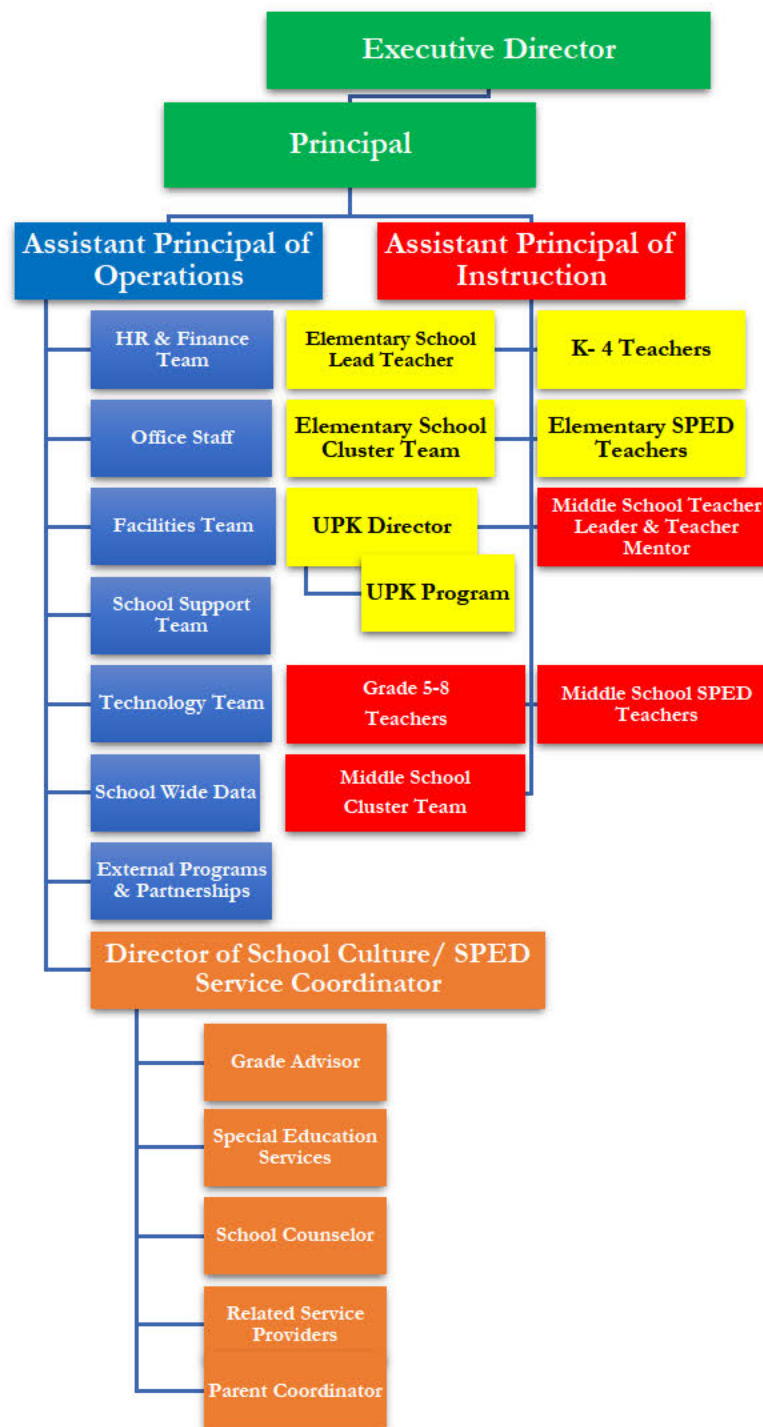 Executive Director
Principal
Assistant Principal of
Operations
Assistant Principal of
Instruction
HR & Finance
Team
Elementary School
Lead Teacher
K- 4 Teachers
Office Staff
Elementary School
Cluster Team
Elementary SPED
Teachers
Facilities Team
UPK Director
Middle School Teacher
Leader & Teacher
Mentor
School Support
Team
UPK Program
Technology Team
Grade 5-8
Teachers
Middle School SPED
Teachers
School Wide Data
Middle School
Cluster Team
External Programs
& Partnerships
Director of School Culture/ SPED
Service Coordinator
Grade Advisor
Special Education
Services
School Counselor
Related Service
Providers
Parent Coordinator